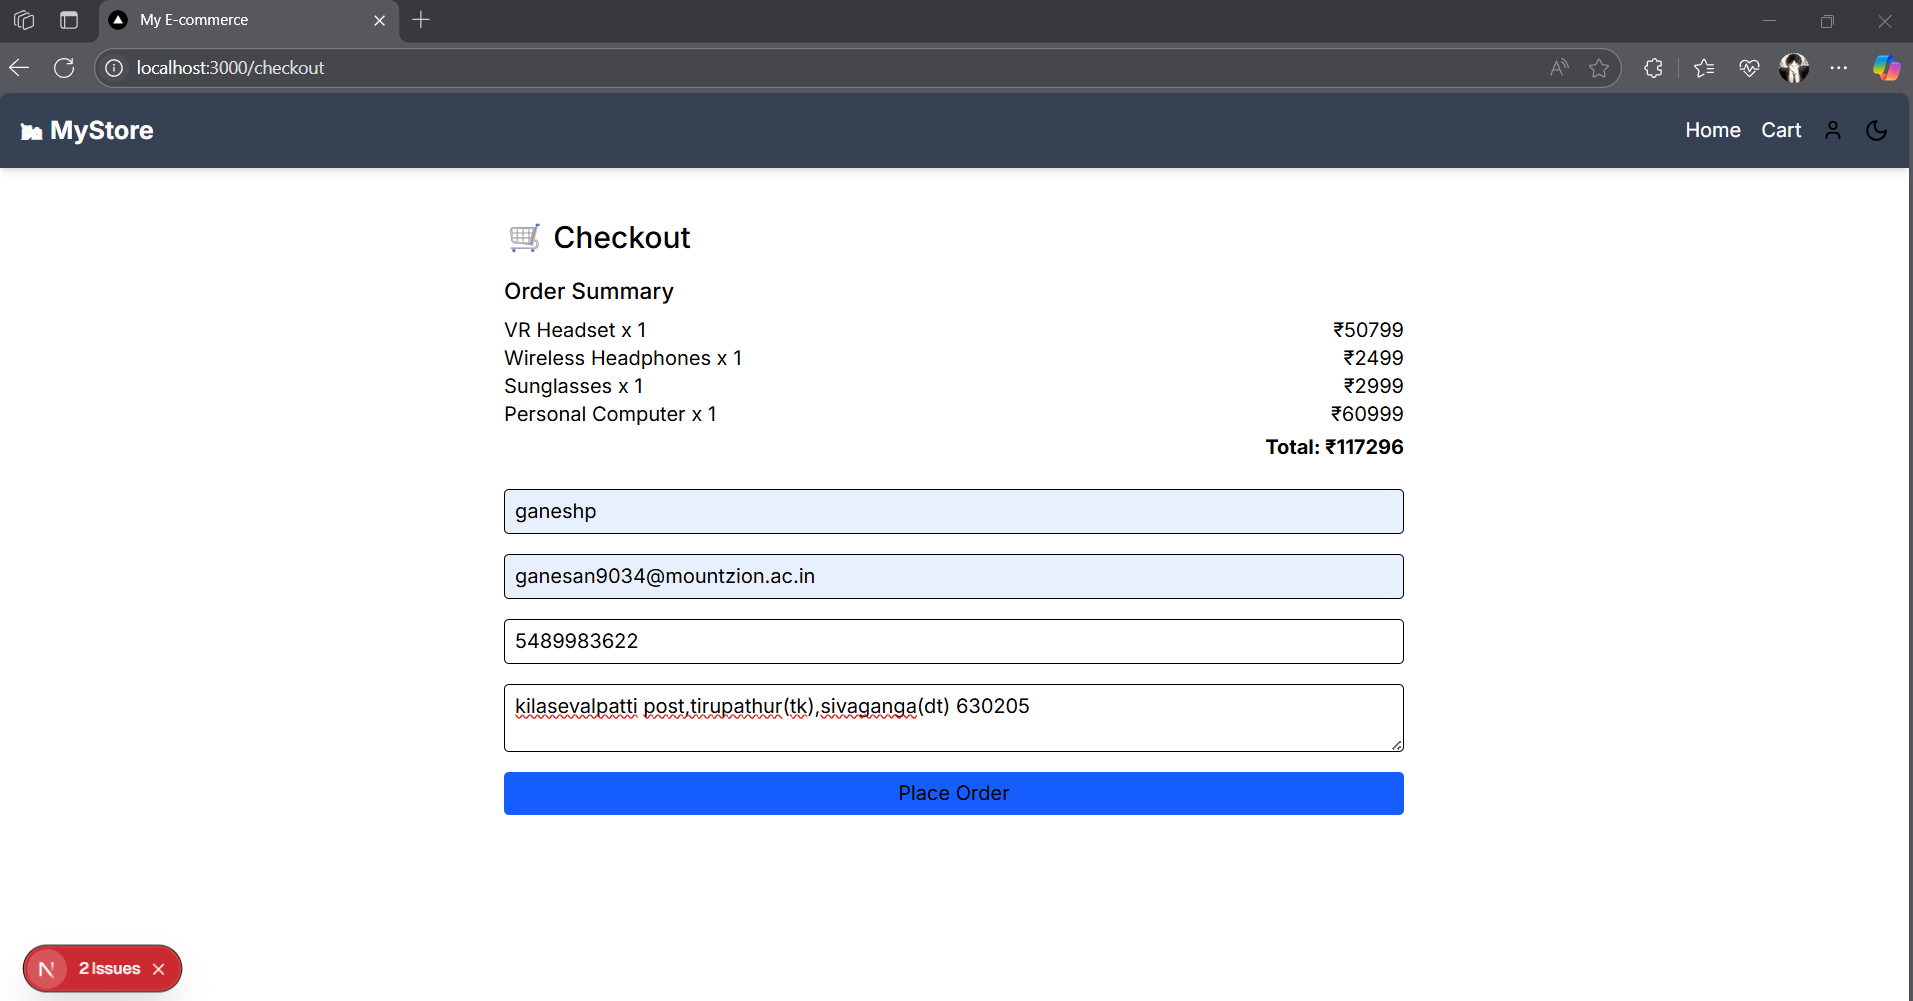 My E-commerce
localhost:3000/checkout
MyStore
Home Cart
Checkout
Order Summary
VR Headset x 1 ₹50799
Wireless Headphones x 1 ₹2499
Sunglasses x 1 ₹2999
Personal Computer x 1 ₹60999
Total: ₹117296
ganeshp
ganesan9034@mountzion.ac.in
5489983622
kilasevalpatti post,tirupathur(tk),sivaganga(dt) 630205
Place Order
N 2 Issues